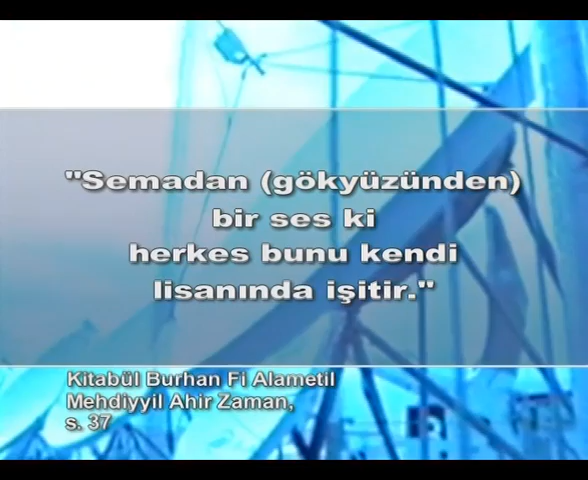 "Semadan (gökyüzünden)
bir ses ki
herkes bunu kendi
lisanında işitir."
Kitabül Burhan Fi Alametil
Mehdiyyil Ahir Zaman,
s. 37